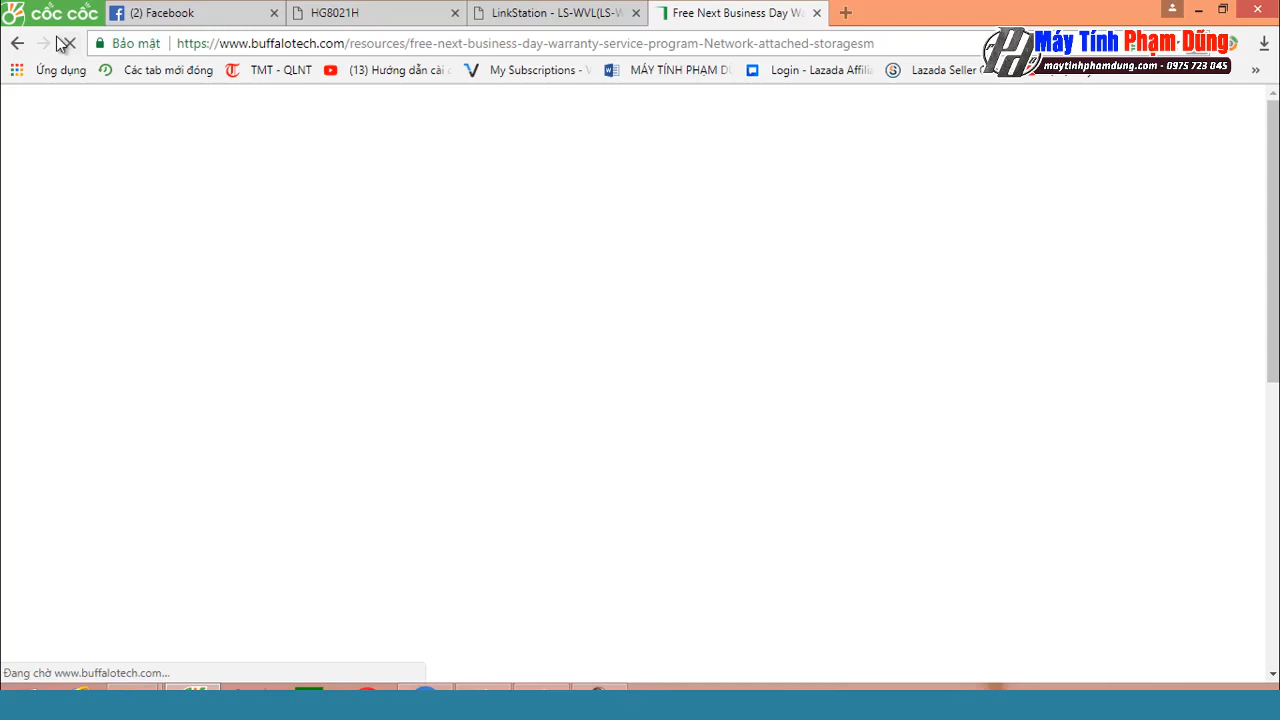 cốc cốc
(2) Facebook
HG8021H
LinkStation - LS-WVL(LS-W
Free Next Business Day Wa
Bảo mật
https://www.buffalotech.com/resources/free-next-business-day-warranty-service-program-Network-attached-storagesm
Máy Tính Phạm Dũng
maytinhphamdung.com - 0975 723 045
Ứng dụng
Các tab mới đóng
TMT - QLNT
(13) Hướng dẫn cài
My Subscriptions -
MÁY TÍNH PHẠM DŨ
Login - Lazada Affilia
Lazada Seller C
Đang chờ www.buffalotech.com...